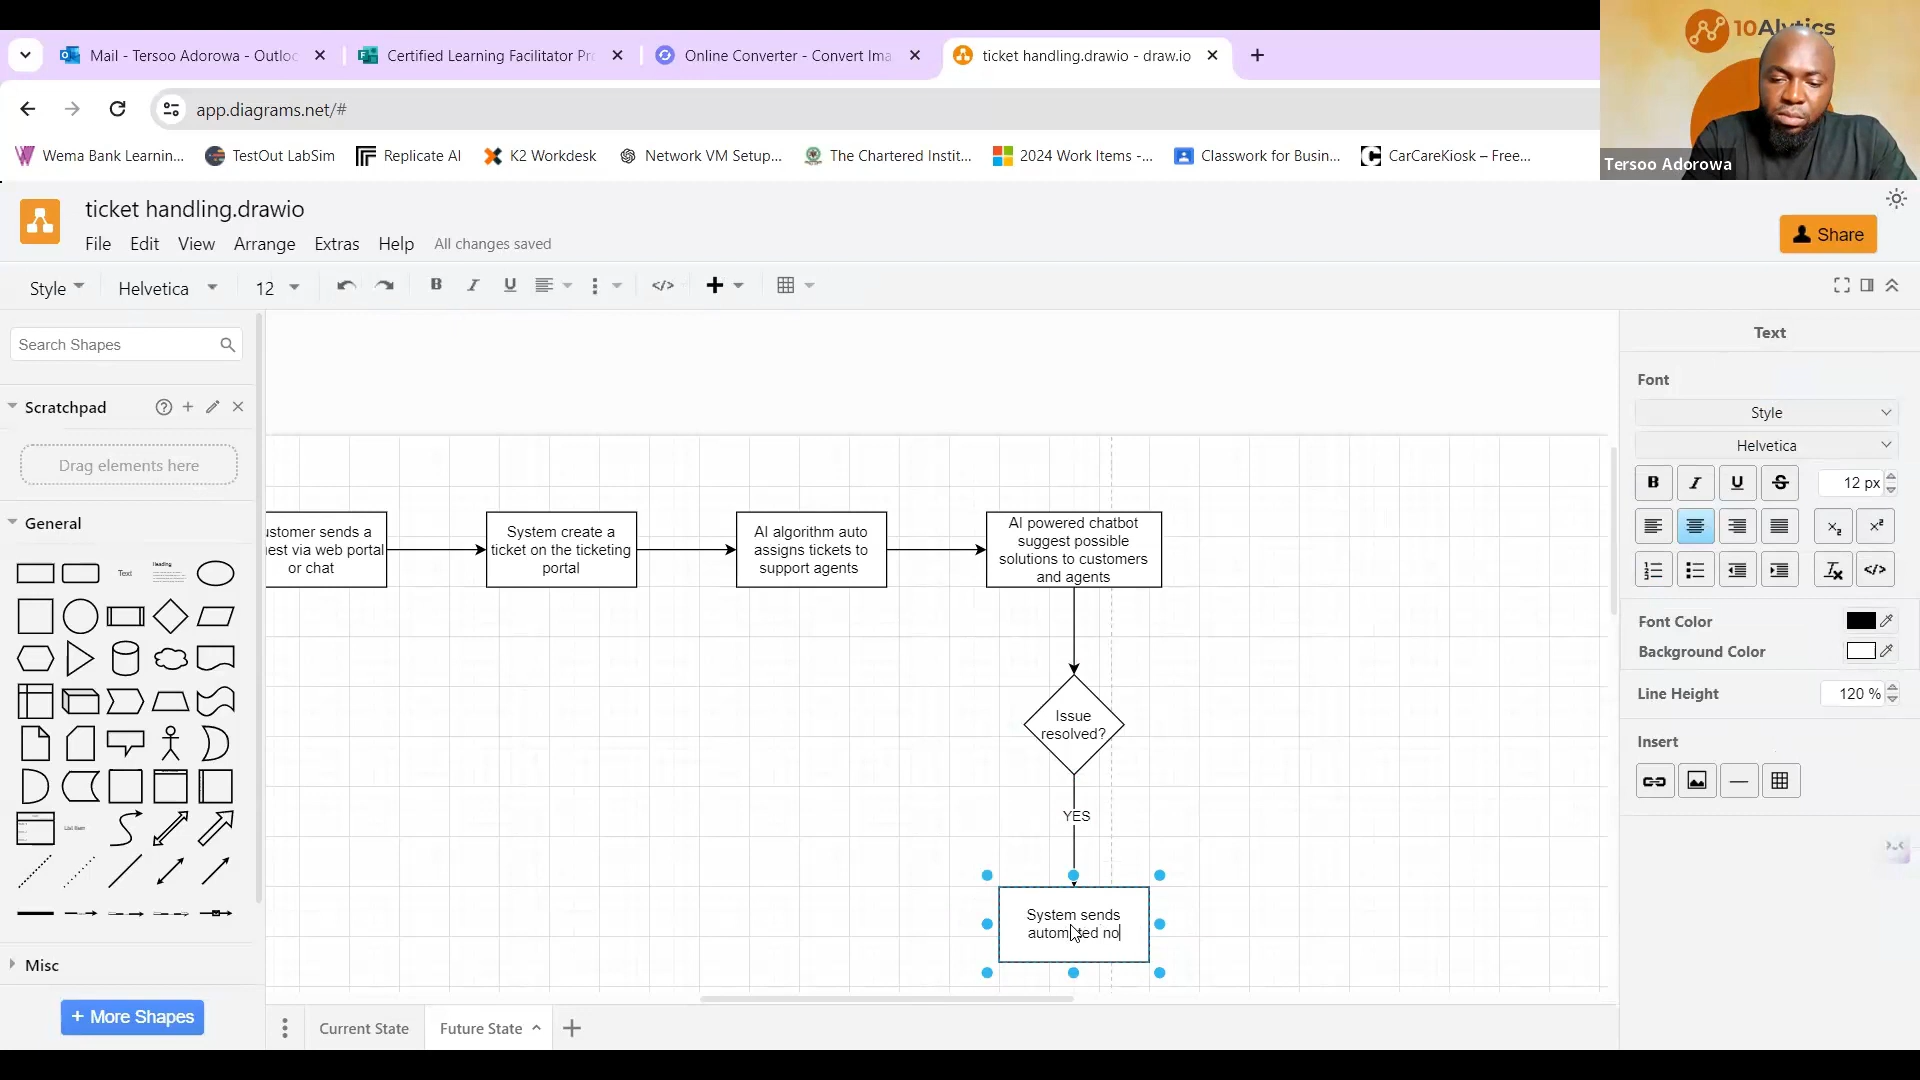 Mail - Tersoo Adorowa - Outloc
Certified Learning Facilitator Pr
Online Converter - Convert Ima
ticket handling.drawio - draw.io
10Alytics
app.diagrams.net/#
Wema Bank Learnin...
TestOut LabSim
Replicate AI
K2 Workdesk
Network VM Setup...
The Chartered Instit...
2024 Work Items -...
Classwork for Busin...
CarCareKiosk – Free...
Tersoo Adorowa
ticket handling.drawio
File Edit View Arrange Extras Help All changes saved
Share
Style Helvetica 12 B I U </>
Search Shapes
Scratchpad
Drag elements here
General
Text
Heading
List Item
Misc
+ More Shapes
ustomer sends a
est via web portal
or chat
System create a
ticket on the ticketing
portal
AI algorithm auto
assigns tickets to
support agents
AI powered chatbot
suggest possible
solutions to customers
and agents
Issue
resolved?
YES
System sends
automated no
Current State
Future State
Text
Font
Style
Helvetica
B I U S 12 px
Font Color
Background Color
Line Height 120 %
Insert